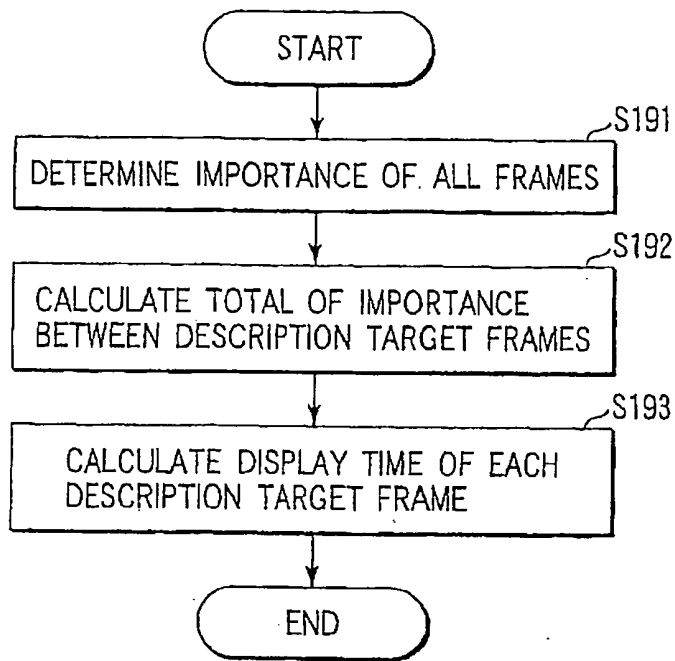 START
S191
DETERMINE IMPORTANCE OF ALL FRAMES
S192
CALCULATE TOTAL OF IMPORTANCE
BETWEEN DESCRIPTION TARGET FRAMES
S193
CALCULATE DISPLAY TIME OF EACH
DESCRIPTION TARGET FRAME
END